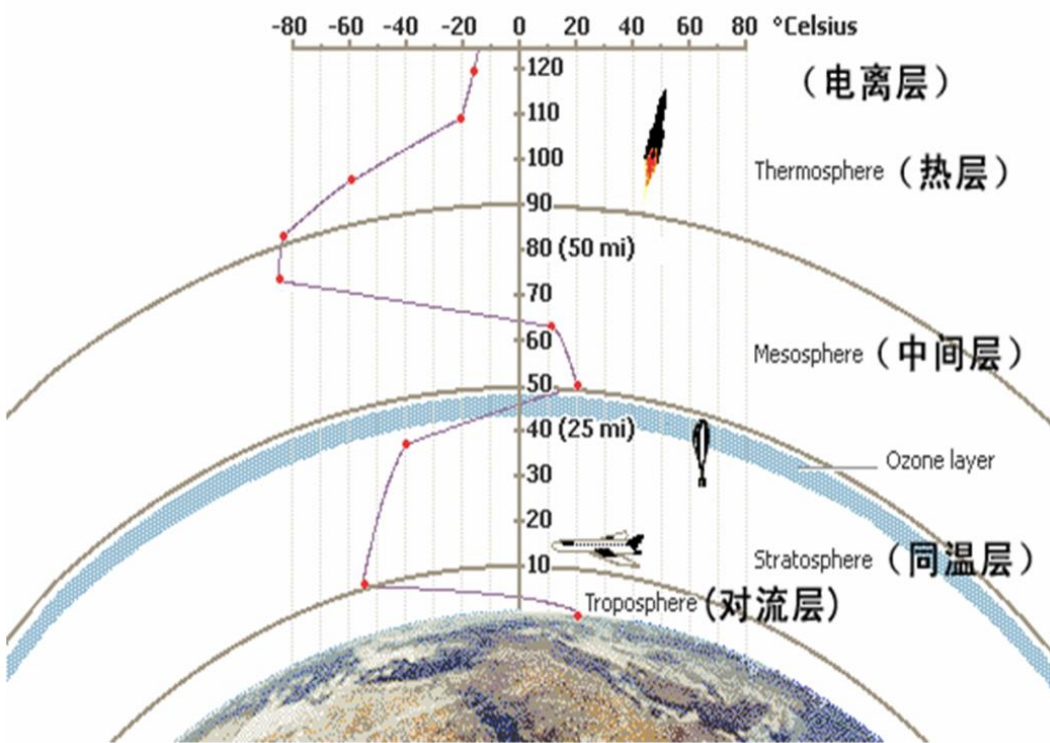 -80 -60 -40 -20 0 20 40 60 80 °Celsius
120
(电离层)
110
100
Thermosphere (热层)
90
80 (50 mi)
70
60
Mesosphere (中间层)
50
40 (25 mi)
Ozone layer
30
20
10
Stratosphere (同温层)
Troposphere (对流层)